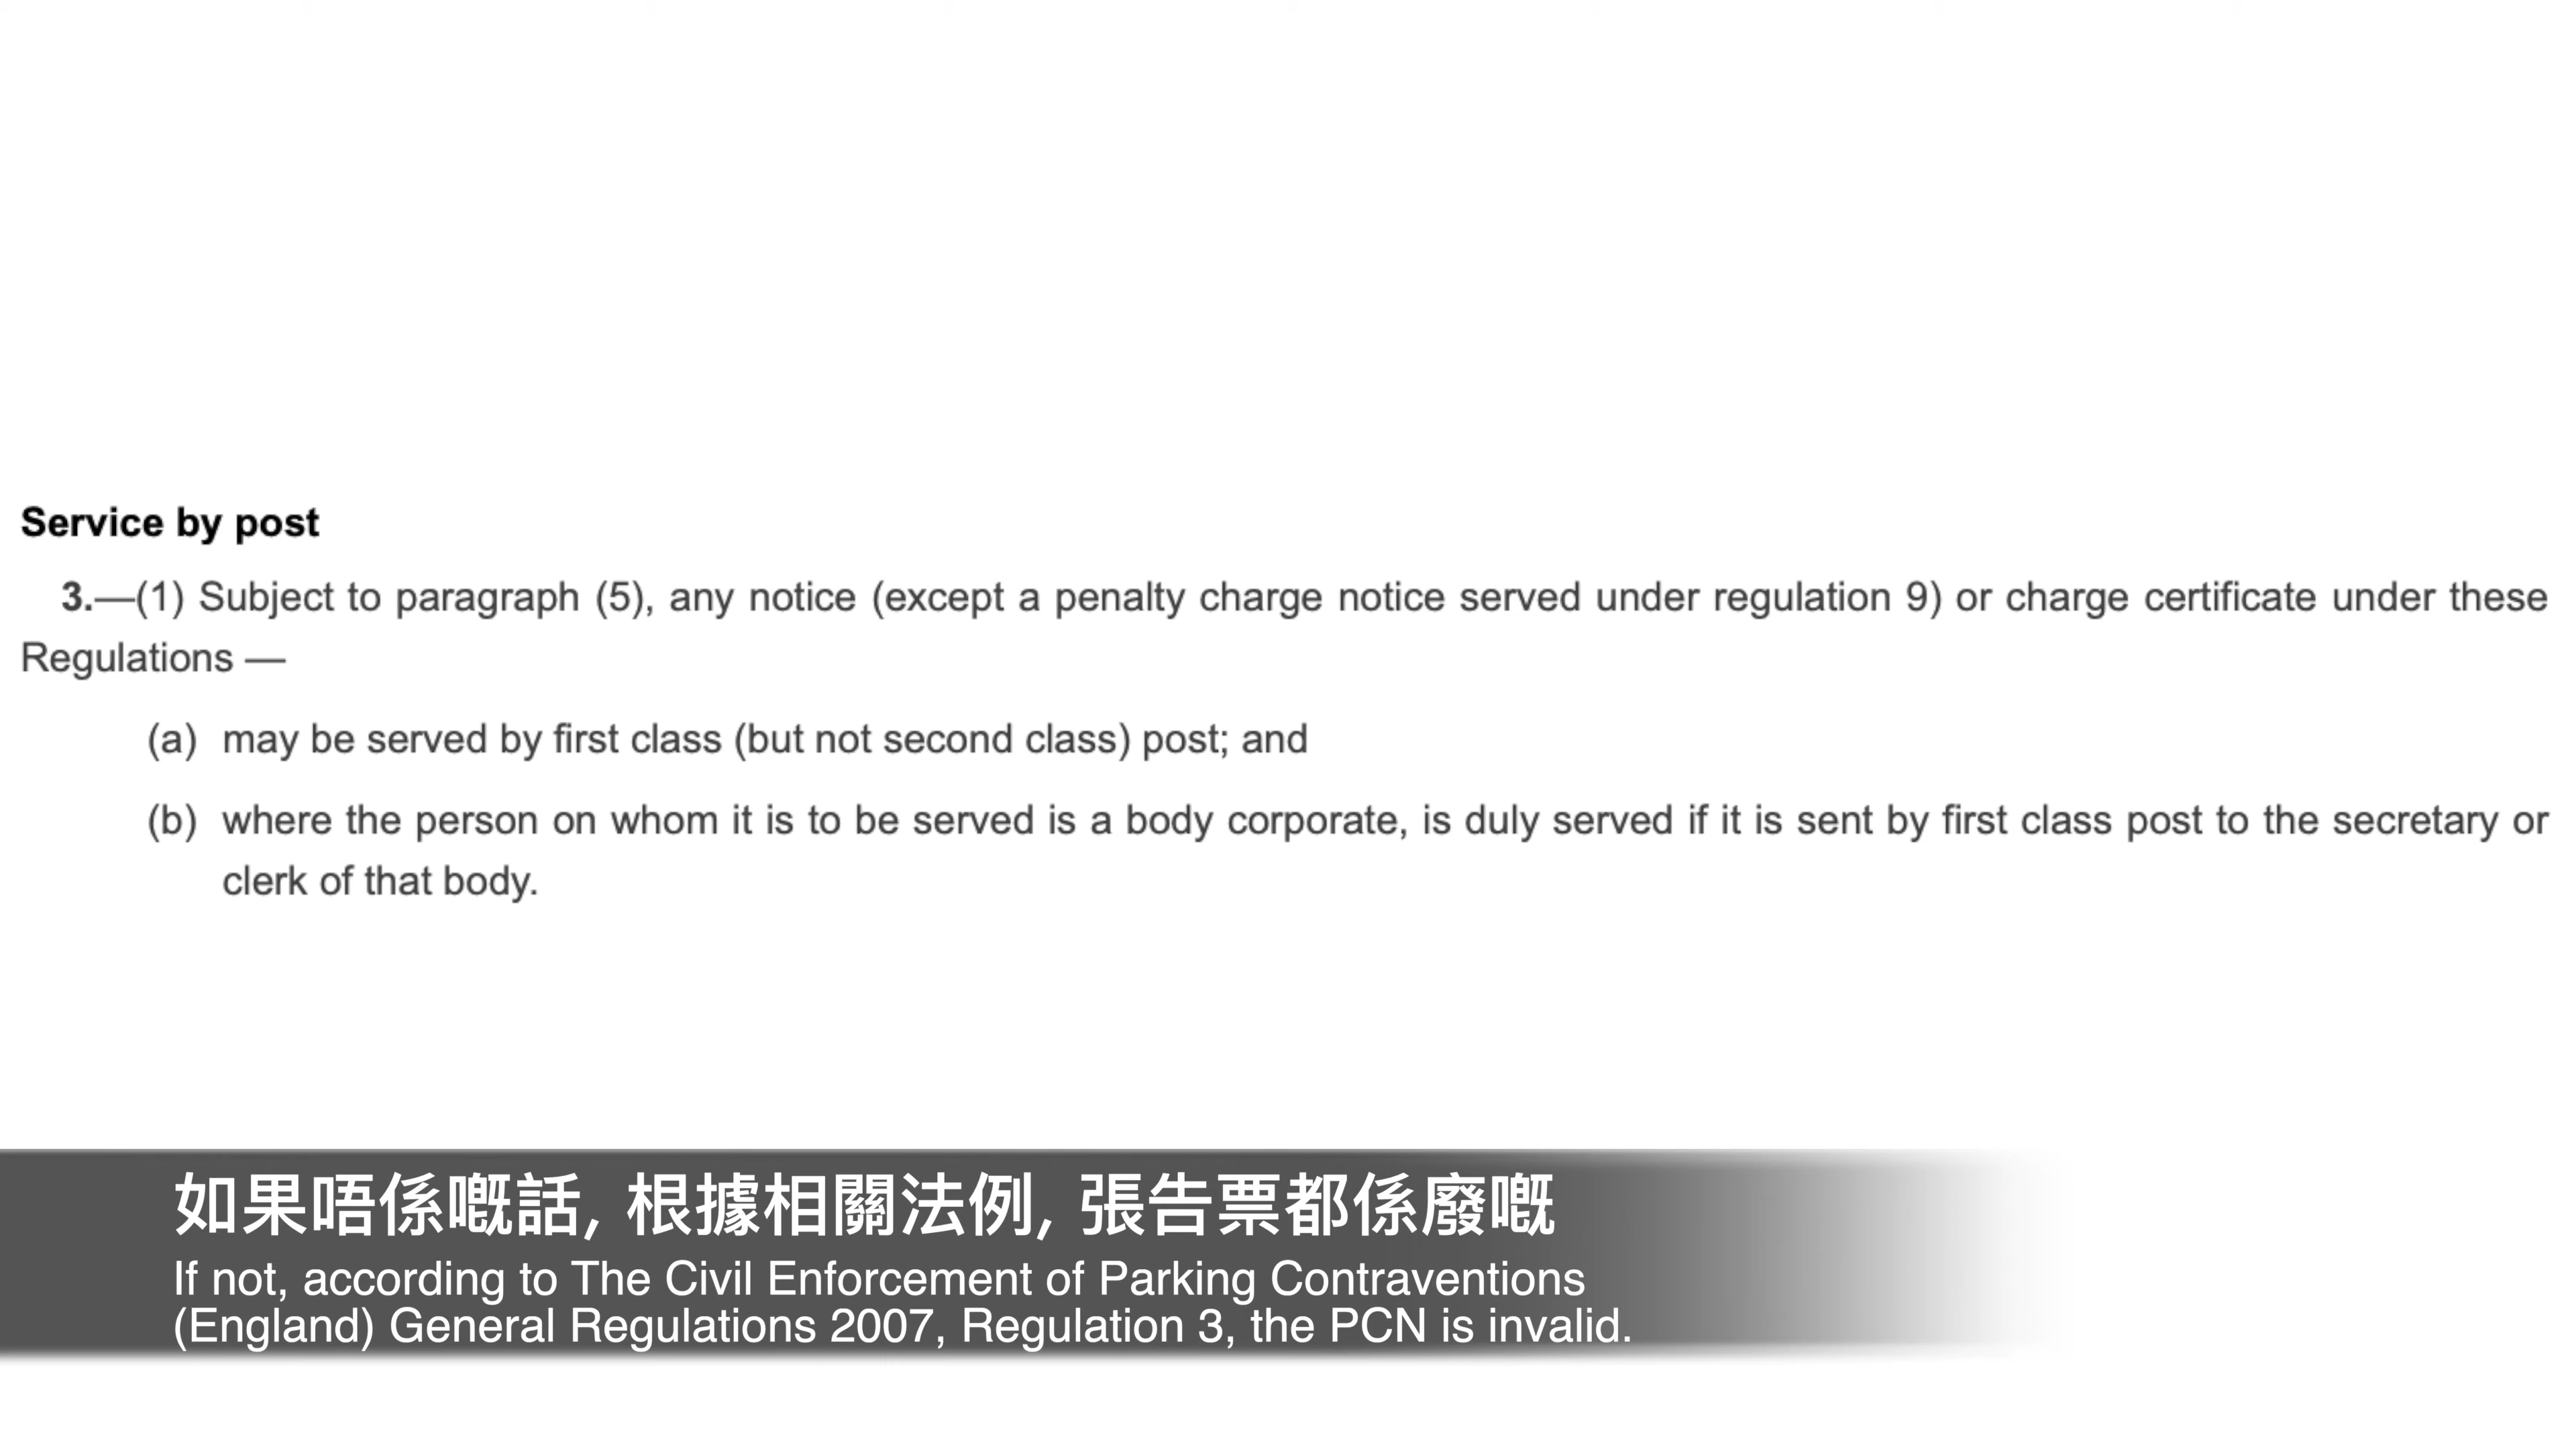 Service by post
3.—(1) Subject to paragraph (5), any notice (except a penalty charge notice served under regulation 9) or charge certificate under these
Regulations —
(a) may be served by first class (but not second class) post; and
(b) where the person on whom it is to be served is a body corporate, is duly served if it is sent by first class post to the secretary or
clerk of that body.
如果唔係嘅話, 根據相關法例, 張告票都係廢嘅
If not, according to The Civil Enforcement of Parking Contraventions
(England) General Regulations 2007, Regulation 3, the PCN is invalid.